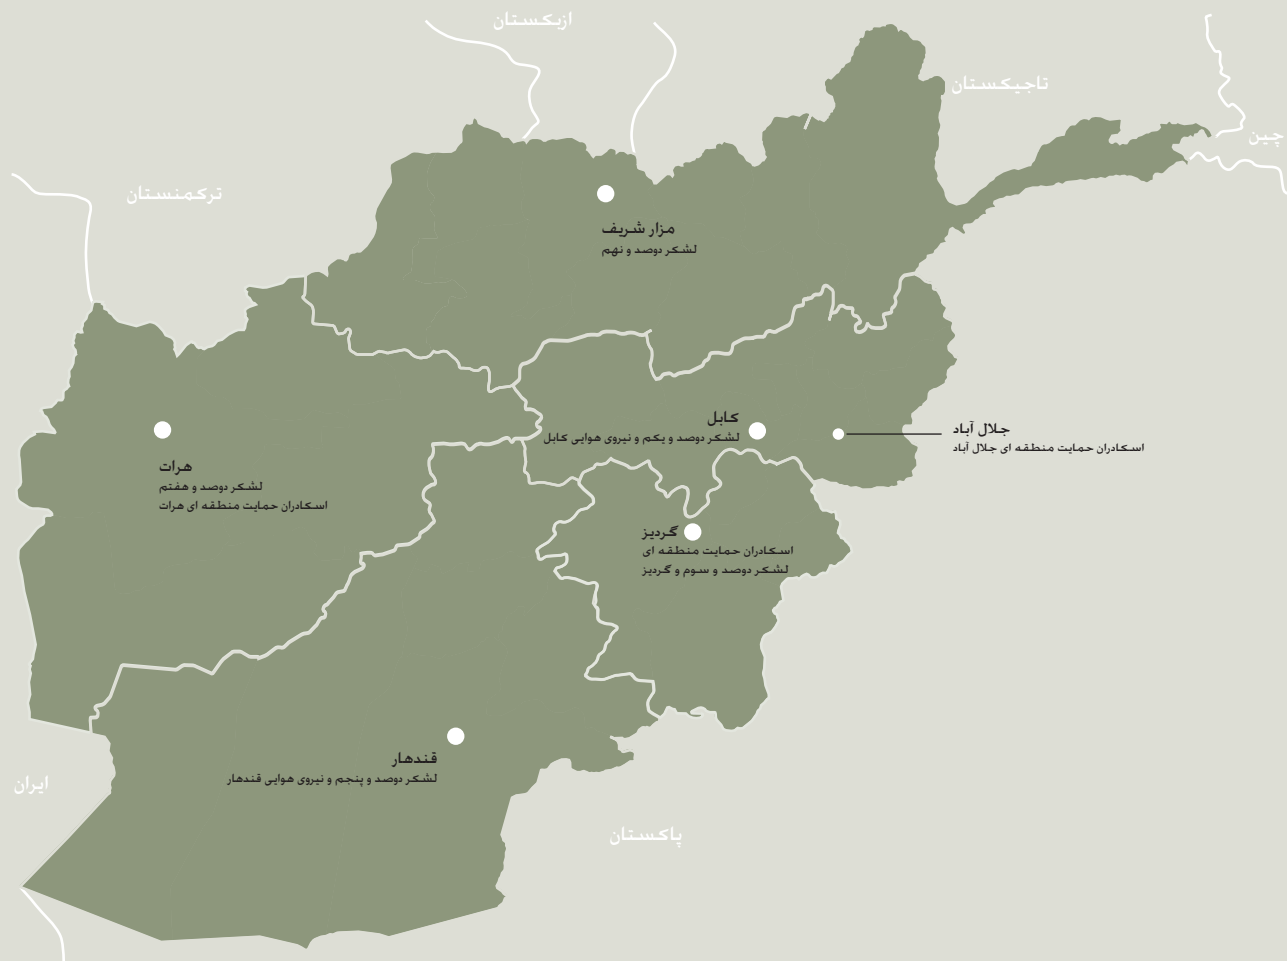 ازبکستان
تاجیکستان
چین
ترکمنستان
مزار شریف
لشکر دوصد و نهم
کابل
لشکر دوصد و یکم و نیروی هوایی کابل
جلال آباد
اسکادران حمایت منطقه ای جلال آباد
هرات
لشکر دوصد و هفتم
اسکادران حمایت منطقه ای هرات
گردیز
اسکادران حمایت منطقه ای
لشکر دوصد و سوم و گردیز
قندهار
لشکر دوصد و پنجم و نیروی هوایی قندهار
ایران
پاکستان